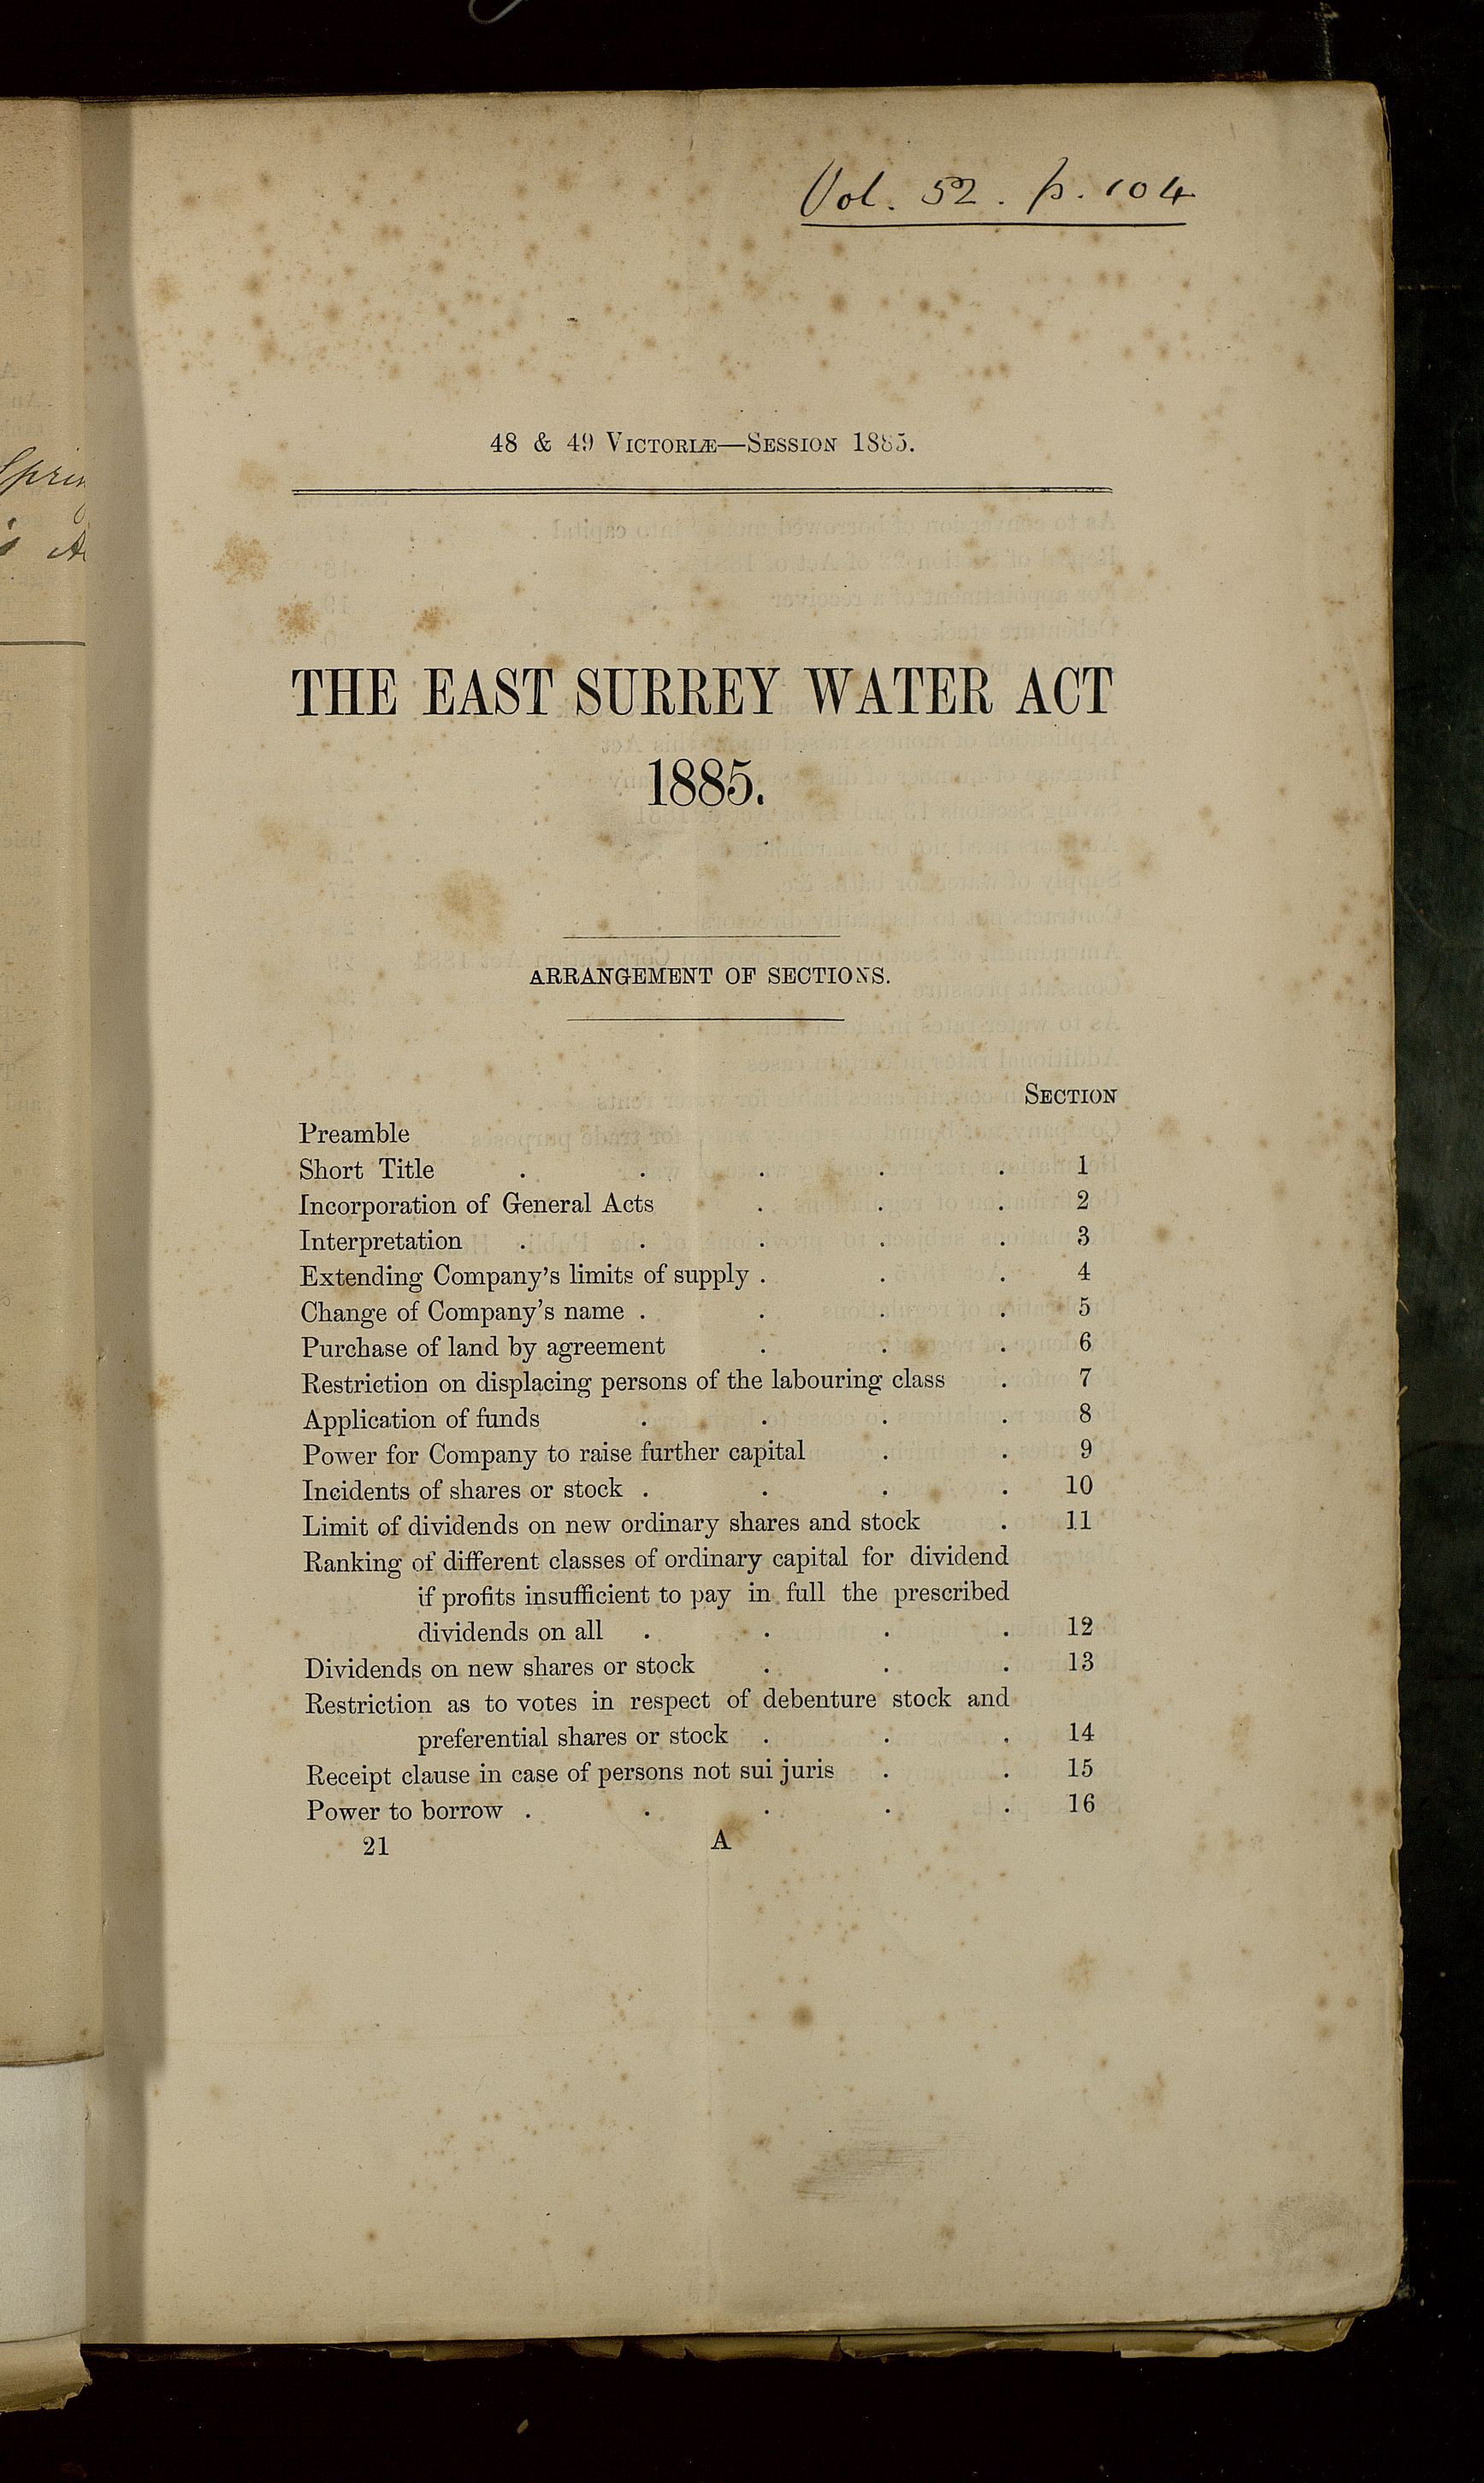 Vol. 52. p. 104
48 & 49 VICTORIÆ—SESSION 1885.
THE EAST SURREY WATER ACT
1885.
ARRANGEMENT OF SECTIONS.
SECTION
Preamble
Short Title . . . . . 1
Incorporation of General Acts . . . 2
Interpretation . . . . . 3
Extending Company's limits of supply . . . 4
Change of Company's name . . . . 5
Purchase of land by agreement . . . 6
Restriction on displacing persons of the labouring class . 7
Application of funds . . . . 8
Power for Company to raise further capital . . 9
Incidents of shares or stock . . . . 10
Limit of dividends on new ordinary shares and stock . 11
Ranking of different classes of ordinary capital for dividend
if profits insufficient to pay in full the prescribed
dividends on all . . . . 12
Dividends on new shares or stock . . . 13
Restriction as to votes in respect of debenture stock and
preferential shares or stock . . . 14
Receipt clause in case of persons not sui juris . . 15
Power to borrow . . . . . 16
21 A